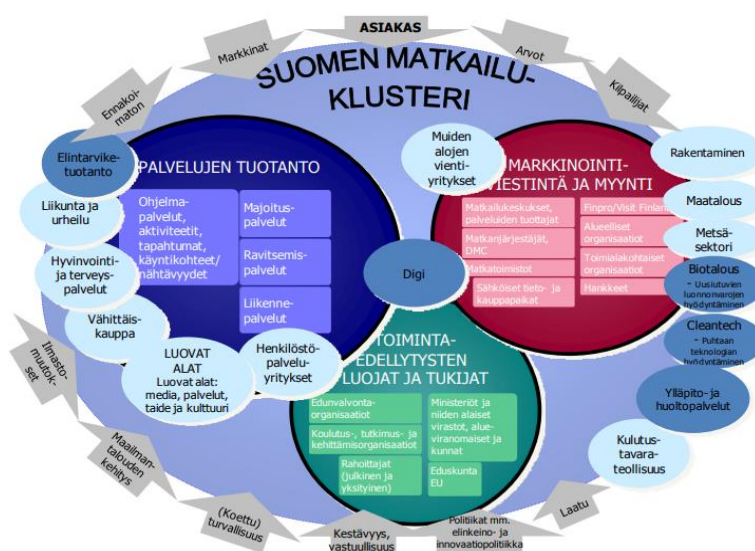 ASIAKAS
Markkinat
Arvot
Ennakoi-
maton
Kilpailijat
SUOMEN MATKAILU-
KLUSTERI
Elintarvike-
tuotanto
Liikunta ja
urheilu
Hyvinvointi-
ja terveys-
palvelut
Vähittäis-
kauppa
LUOVAT
ALAT
Luovat alat:
media, palvelut,
taide ja kulttuuri
Henkilöstö-
palvelu-
yritykset
PALVELUJEN TUOTANTO
Ohjelma-
palvelut,
aktiviteetit,
tapahtumat,
käyntikohteet/
nähtävyydet
Majoitus-
palvelut
Ravitsemis-
palvelut
Liikenne-
palvelut
Muiden
alojen
vienti-
yritykset
Digi
MARKKINOINTI-
VIESTINTÄ JA MYYNTI
Matkailukeskukset,
palveluiden tuottajat
Matkanjärjestäjät,
DMC
Matkatoimistot
Sähköiset tieto- ja
kauppapaikat
Finpro/Visit Finland
Alueelliset
organisaatiot
Toimialakohtaiset
organisaatiot
Hankkeet
Rakentaminen
Maatalous
Metsä-
sektori
Biotalous
- Uusiutuvien
luonnonvarojen
hyödyntäminen
Cleantech
- Puhtaan
teknologian
hyödyntäminen
Ylläpito- ja
huoltopalvelut
Kulutus-
tavara-
teollisuus
TOIMINTA-
EDELLYTYSTEN
LUOJAT JA TUKIJAT
Edunvalvonta-
organisaatiot
Koulutus-, tutkimus- ja
kehittämisorganisaatiot
Rahoittajat
(julkinen ja
yksityinen)
Ministeriöt ja
niiden alaiset
virastot, alue-
viranomaiset ja
kunnat
Eduskunta
EU
Ilmasto-
muutok-
set
Maailman-
talouden
kehitys
(Koettu)
turvallisuus
Kestävyys,
vastuullisuus
Politiikat mm.
elinkeino- ja
innovaatiopolitiikka
Laatu